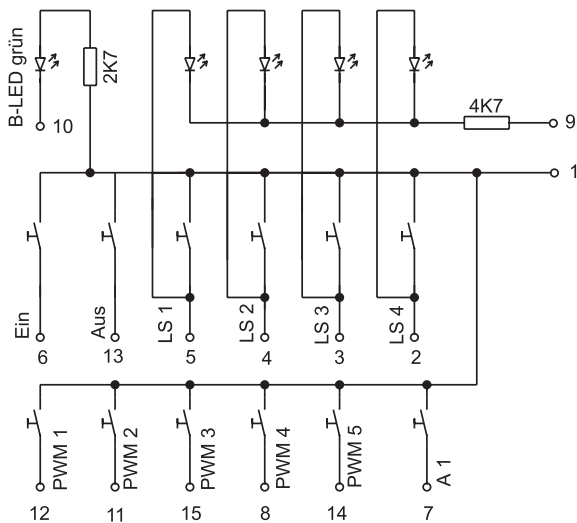 B-LED grün
2K7
10
4K7
9
1
Ein
Aus
LS 1
LS 2
LS 3
LS 4
6
13
5
4
3
2
PWM 1
PWM 2
PWM 3
PWM 4
PWM 5
A 1
12
11
15
8
14
7